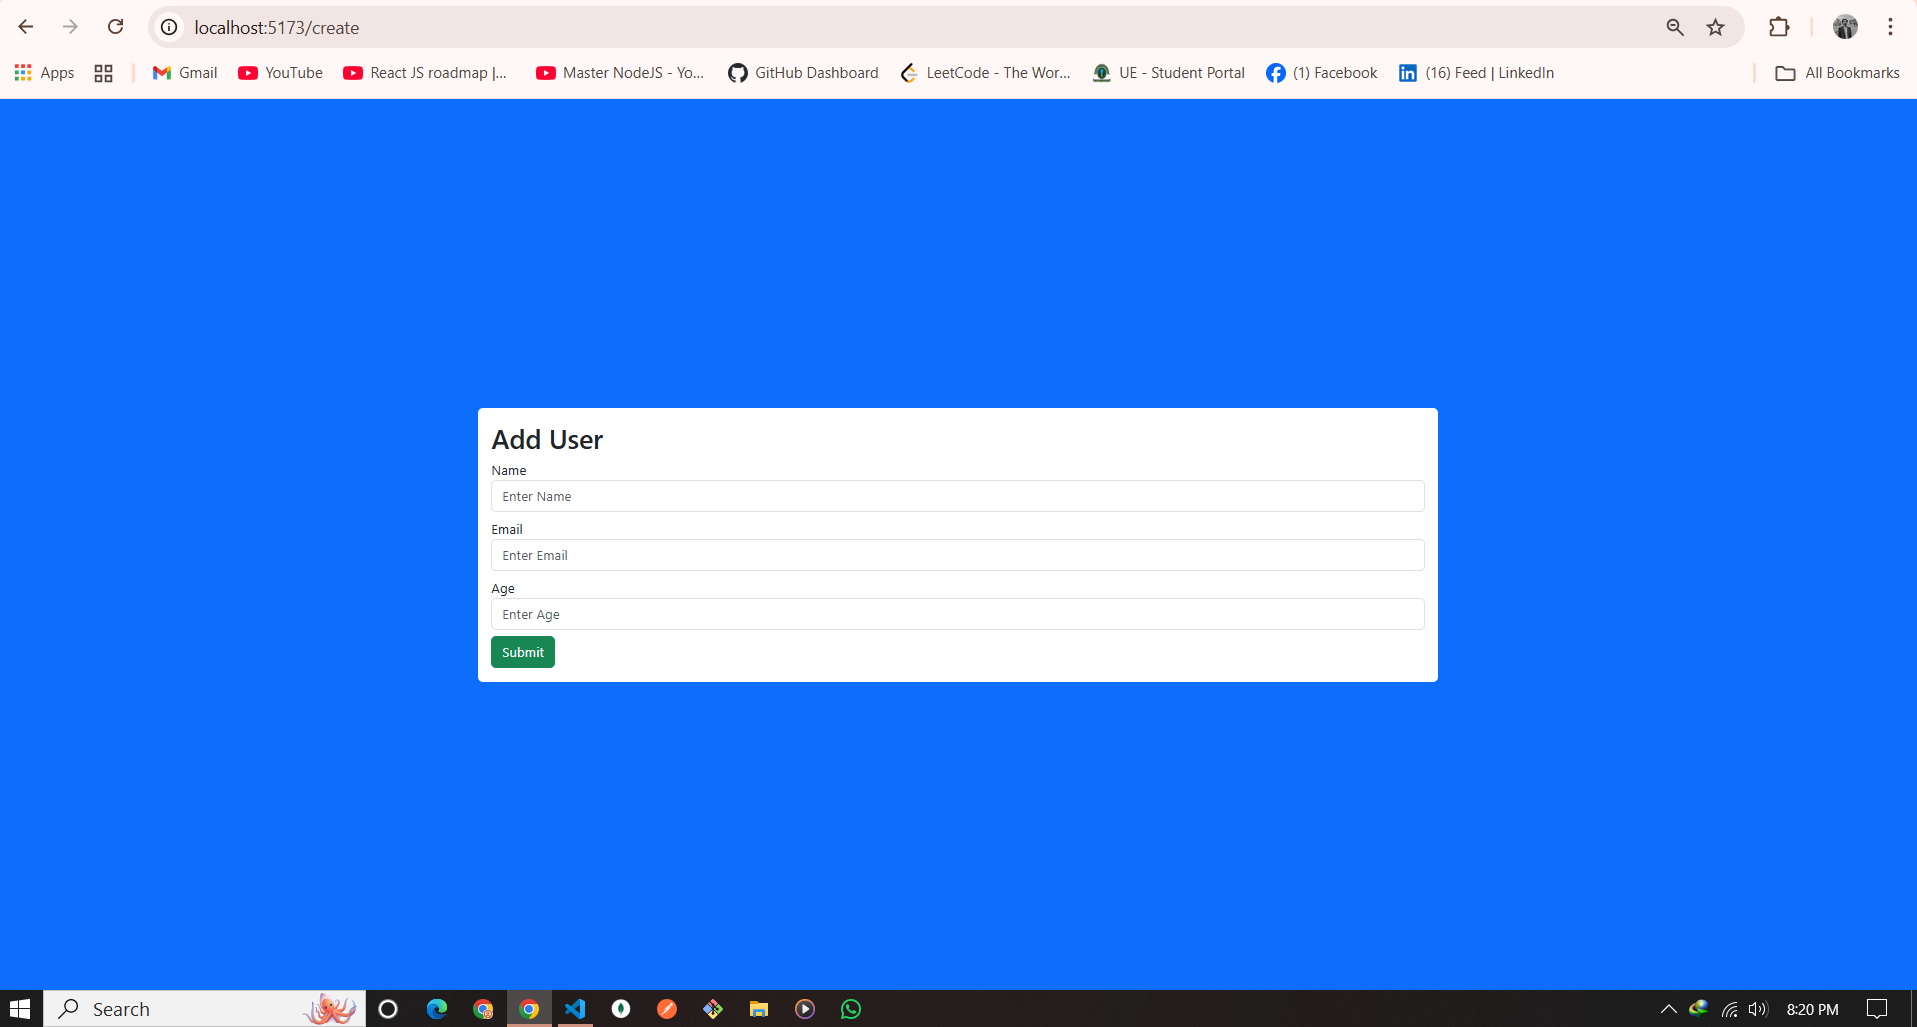 localhost:5173/create
Apps Gmail YouTube React JS roadmap |... Master NodeJS - Yo... GitHub Dashboard LeetCode - The Wor... UE - Student Portal (1) Facebook (16) Feed | LinkedIn All Bookmarks
Add User
Name
Enter Name
Email
Enter Email
Age
Enter Age
Submit
Search 8:20 PM